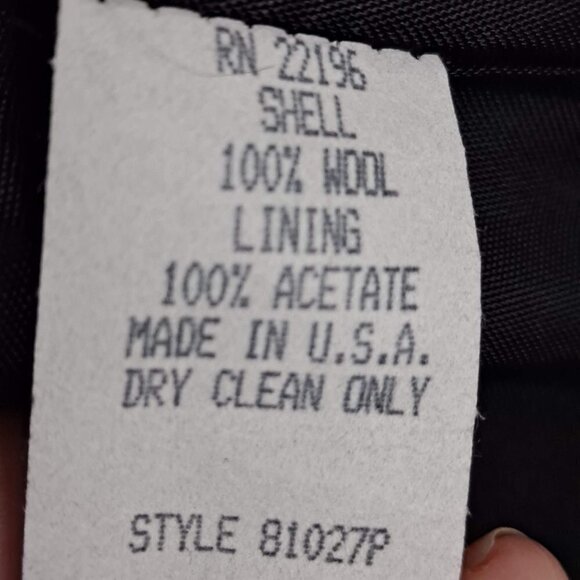 RN 22196
SHELL
100% WOOL
LINING
100% ACETATE
MADE IN U.S.A.
DRY CLEAN ONLY
STYLE 81027P